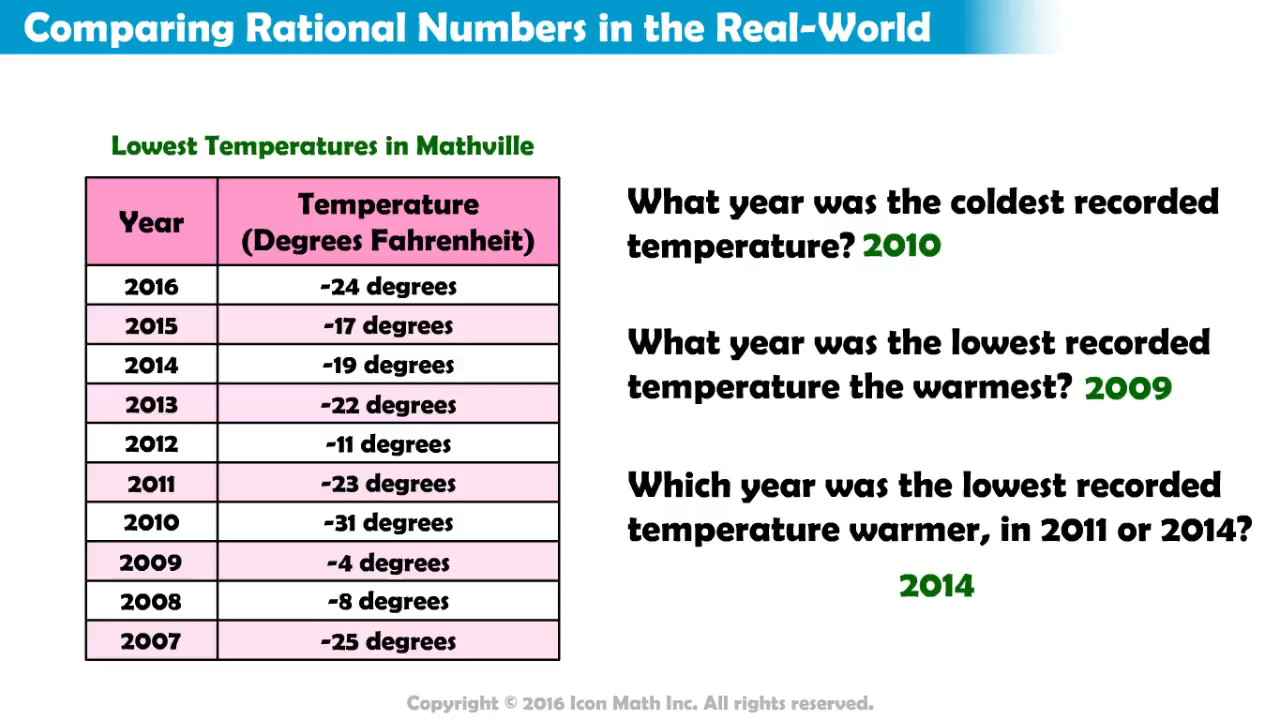 Comparing Rational Numbers in the Real-World
Lowest Temperatures in Mathville
Year
Temperature
(Degrees Fahrenheit)
2016 -24 degrees
2015 -17 degrees
2014 -19 degrees
2013 -22 degrees
2012 -11 degrees
2011 -23 degrees
2010 -31 degrees
2009 -4 degrees
2008 -8 degrees
2007 -25 degrees
What year was the coldest recorded
temperature? 2010
What year was the lowest recorded
temperature the warmest? 2009
Which year was the lowest recorded
temperature warmer, in 2011 or 2014?
2014
Copyright © 2016 Icon Math Inc. All rights reserved.